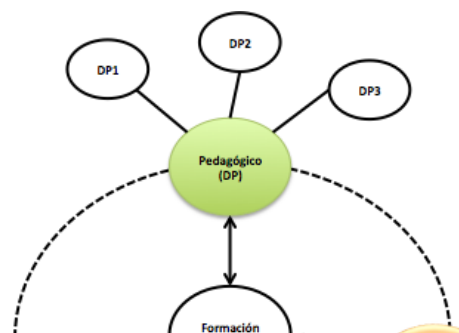 DP2
DP1
DP3
Pedagógico
(DP)
Formación